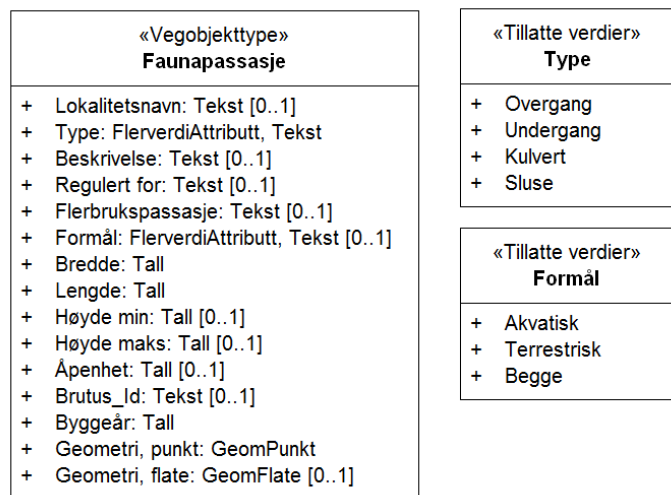 «Vegobjekttype»
Faunapassasje
+ Lokalitetsnavn: Tekst [0..1]
+ Type: FlerverdiAttributt, Tekst
+ Beskrivelse: Tekst [0..1]
+ Regulert for: Tekst [0..1]
+ Flerbrukspassasje: Tekst [0..1]
+ Formål: FlerverdiAttributt, Tekst [0..1]
+ Bredde: Tall
+ Lengde: Tall
+ Høyde min: Tall [0..1]
+ Høyde maks: Tall [0..1]
+ Åpenhet: Tall [0..1]
+ Brutus_Id: Tekst [0..1]
+ Byggeår: Tall
+ Geometri, punkt: GeomPunkt
+ Geometri, flate: GeomFlate [0..1]
«Tillatte verdier»
Type
+ Overgang
+ Undergang
+ Kulvert
+ Sluse
«Tillatte verdier»
Formål
+ Akvatisk
+ Terrestrisk
+ Begge